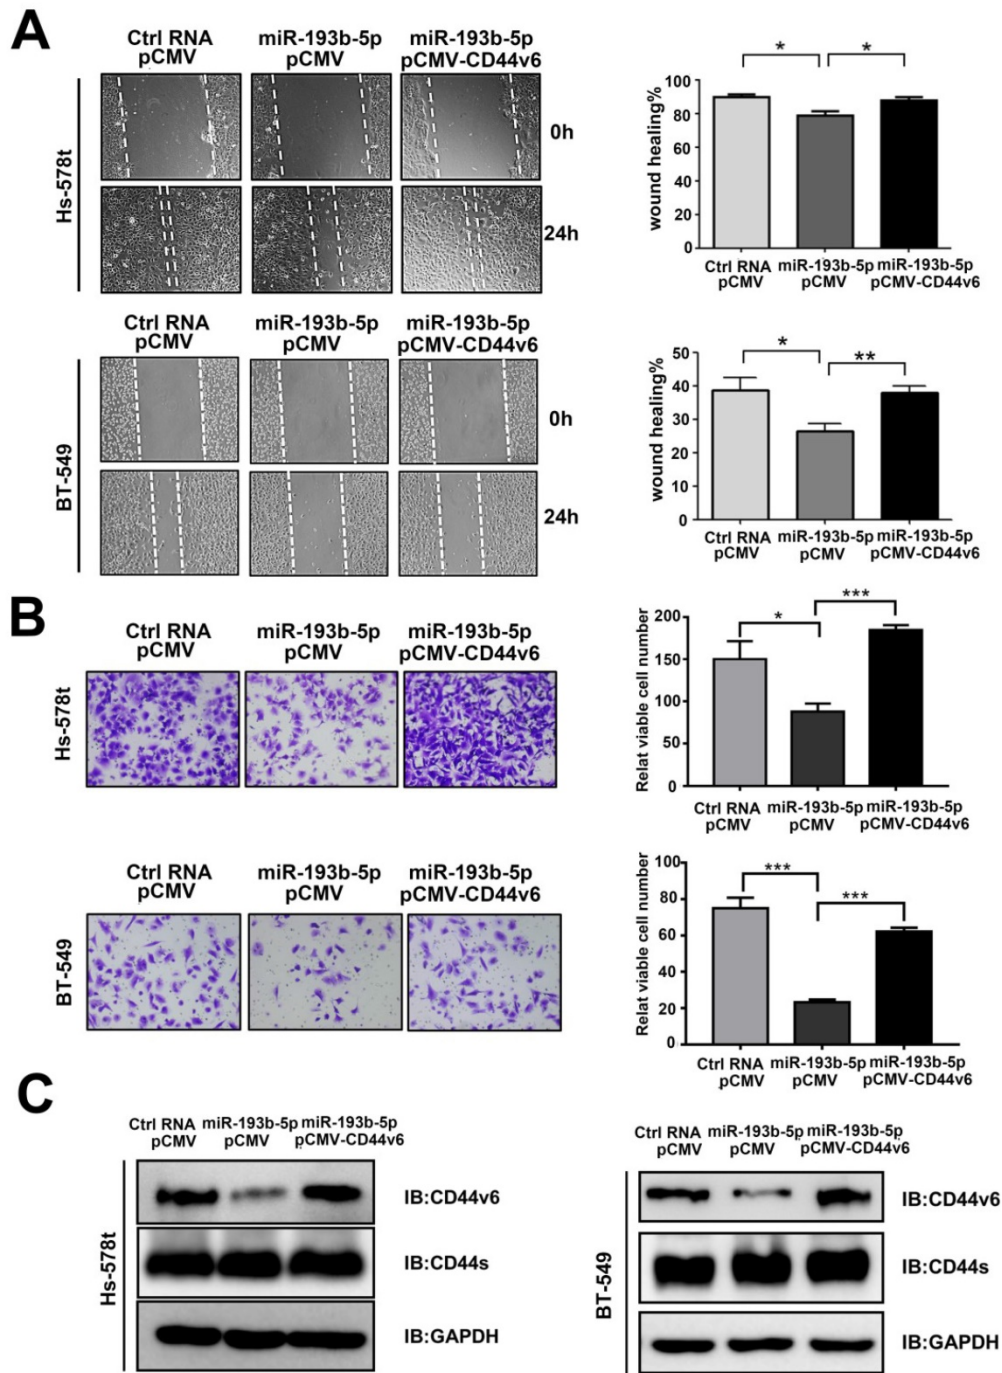 A
Ctrl RNA
pCMV
miR-193b-5p
pCMV
miR-193b-5p
pCMV-CD44v6
Hs-578t
0h
24h
*
*
wound healing%
100
80
60
40
20
0
Ctrl RNA
pCMV
miR-193b-5p
pCMV
miR-193b-5p
pCMV-CD44v6
Ctrl RNA
pCMV
miR-193b-5p
pCMV
miR-193b-5p
pCMV-CD44v6
BT-549
0h
24h
*
**
wound healing%
50
40
30
20
10
0
Ctrl RNA
pCMV
miR-193b-5p
pCMV
miR-193b-5p
pCMV-CD44v6
B
Ctrl RNA
pCMV
miR-193b-5p
pCMV
miR-193b-5p
pCMV-CD44v6
Hs-578t
*
***
Relat viable cell number
200
150
100
50
0
Ctrl RNA
pCMV
miR-193b-5p
pCMV
miR-193b-5p
pCMV-CD44v6
Ctrl RNA
pCMV
miR-193b-5p
pCMV
miR-193b-5p
pCMV-CD44v6
BT-549
***
***
Relat viable cell number
100
80
60
40
20
0
Ctrl RNA
pCMV
miR-193b-5p
pCMV
miR-193b-5p
pCMV-CD44v6
C
Ctrl RNA
pCMV
miR-193b-5p
pCMV
miR-193b-5p
pCMV-CD44v6
Hs-578t
IB:CD44v6
IB:CD44s
IB:GAPDH
Ctrl RNA
pCMV
miR-193b-5p
pCMV
miR-193b-5p
pCMV-CD44v6
BT-549
IB:CD44v6
IB:CD44s
IB:GAPDH